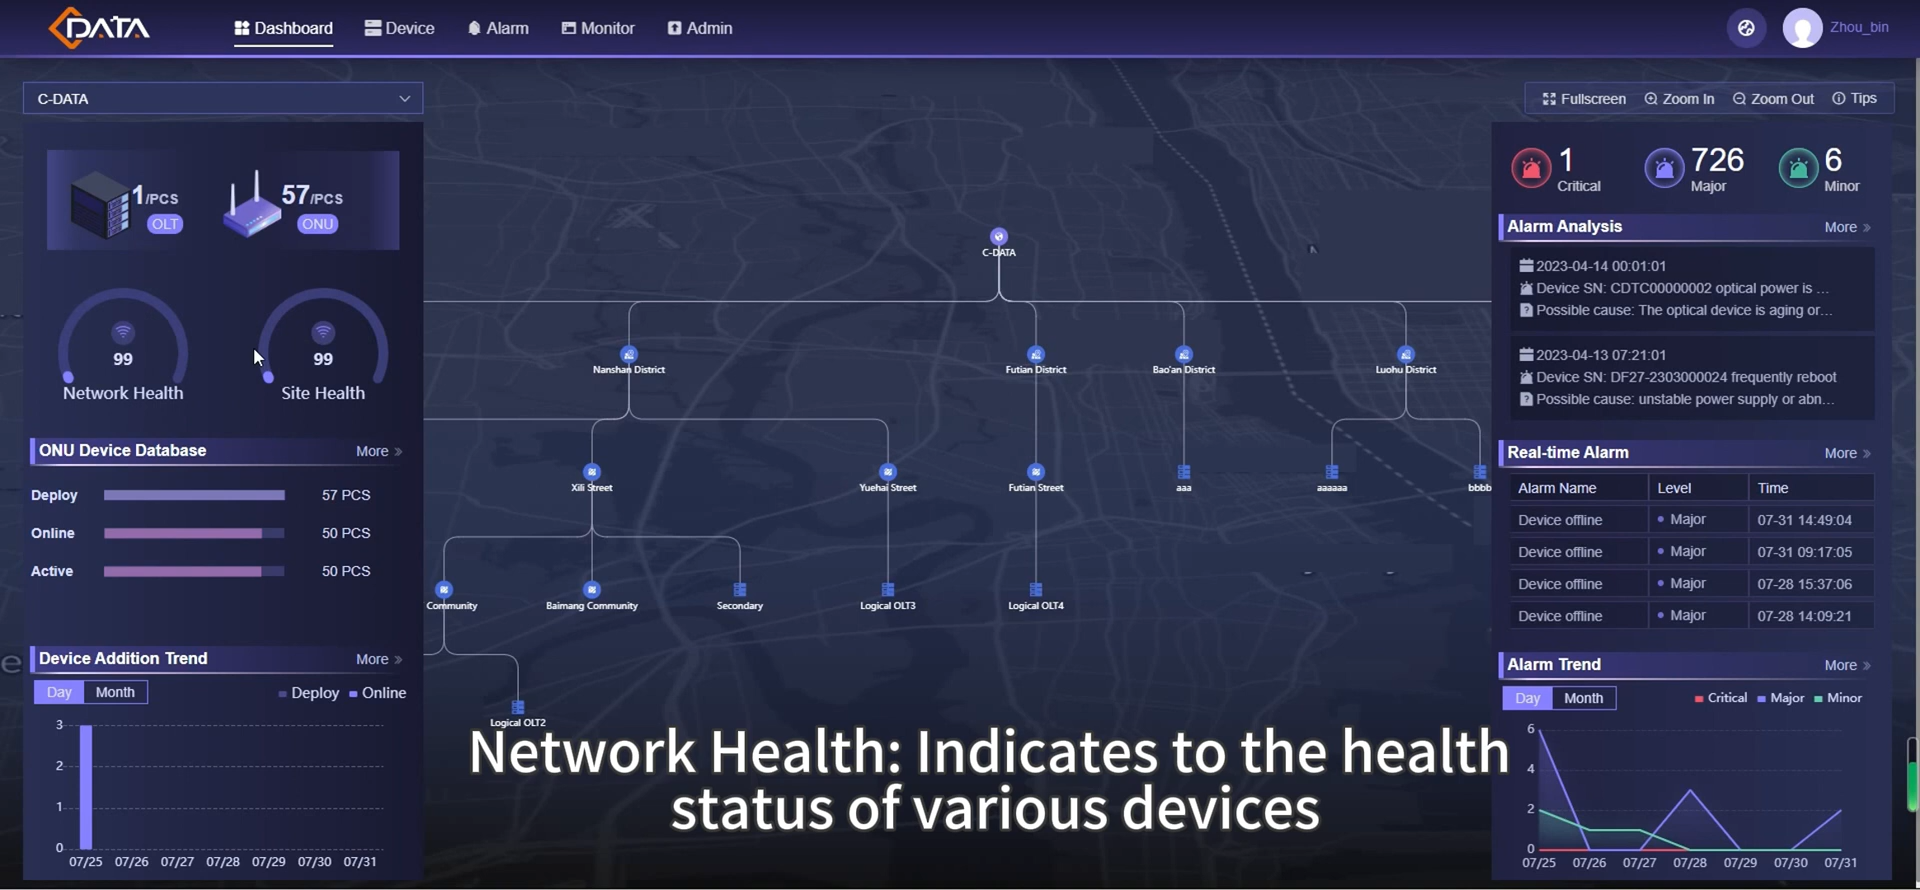 C DATA
Dashboard
Device
Alarm
Monitor
Admin
Zhou_bin
C-DATA
Fullscreen
Zoom In
Zoom Out
Tips
1/PCS
OLT
57/PCS
ONU
99
Network Health
99
Site Health
ONU Device Database
More »
Deploy 57 PCS
Online 50 PCS
Active 50 PCS
Device Addition Trend
More »
Day
Month
Deploy
Online
3
2
1
0
07/25 07/26 07/27 07/28 07/29 07/30 07/31
C-DATA
Nanshan District
Futian District
Bao'an District
Luohu District
Xili Street
Yuehai Street
Futian Street
aaa
aaaaaa
bbbb
Community
Baimang Community
Secondary
Logical OLT3
Logical OLT4
Logical OLT2
Network Health: Indicates to the health
status of various devices
1
Critical
726
Major
6
Minor
Alarm Analysis
More »
2023-04-14 00:01:01
Device SN: CDTC00000002 optical power is ...
Possible cause: The optical device is aging or...
2023-04-13 07:21:01
Device SN: DF27-2303000024 frequently reboot
Possible cause: unstable power supply or abn...
Real-time Alarm
More »
Alarm Name Level Time
Device offline • Major 07-31 14:49:04
Device offline • Major 07-31 09:17:05
Device offline • Major 07-28 15:37:06
Device offline • Major 07-28 14:09:21
Alarm Trend
More »
Day
Month
Critical
Major
Minor
6
4
2
0
07/25 07/26 07/27 07/28 07/29 07/30 07/31